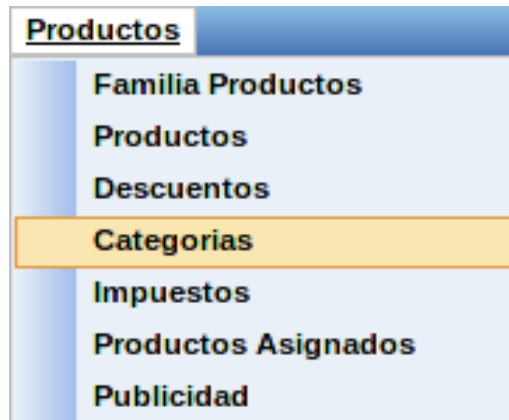 Productos
Familia Productos
Productos
Descuentos
Categorias
Impuestos
Productos Asignados
Publicidad